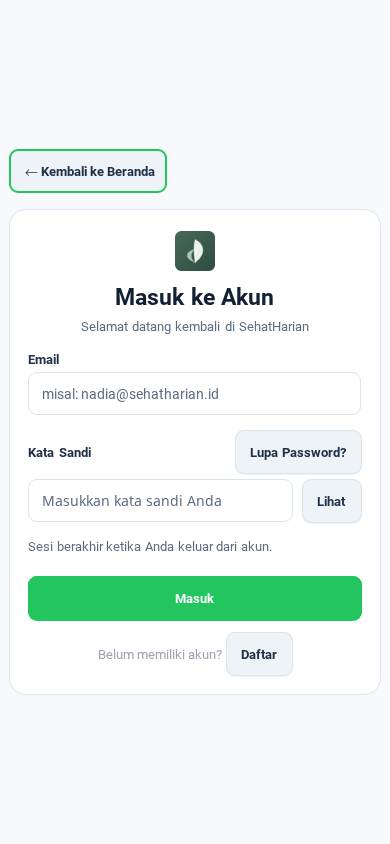 ← Kembali ke Beranda
Masuk ke Akun
Selamat datang kembali di SehatHarian
Email
misal: nadia@sehatharian.id
Kata Sandi
Lupa Password?
Masukkan kata sandi Anda
Lihat
Sesi berakhir ketika Anda keluar dari akun.
Masuk
Belum memiliki akun? Daftar